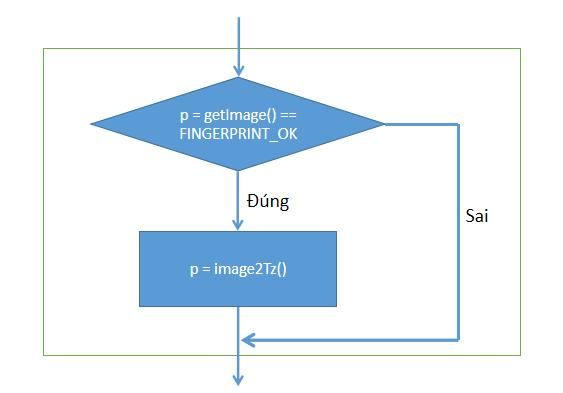 p = getImage() ==
FINGERPRINT_OK
Đúng
Sai
p = image2Tz()